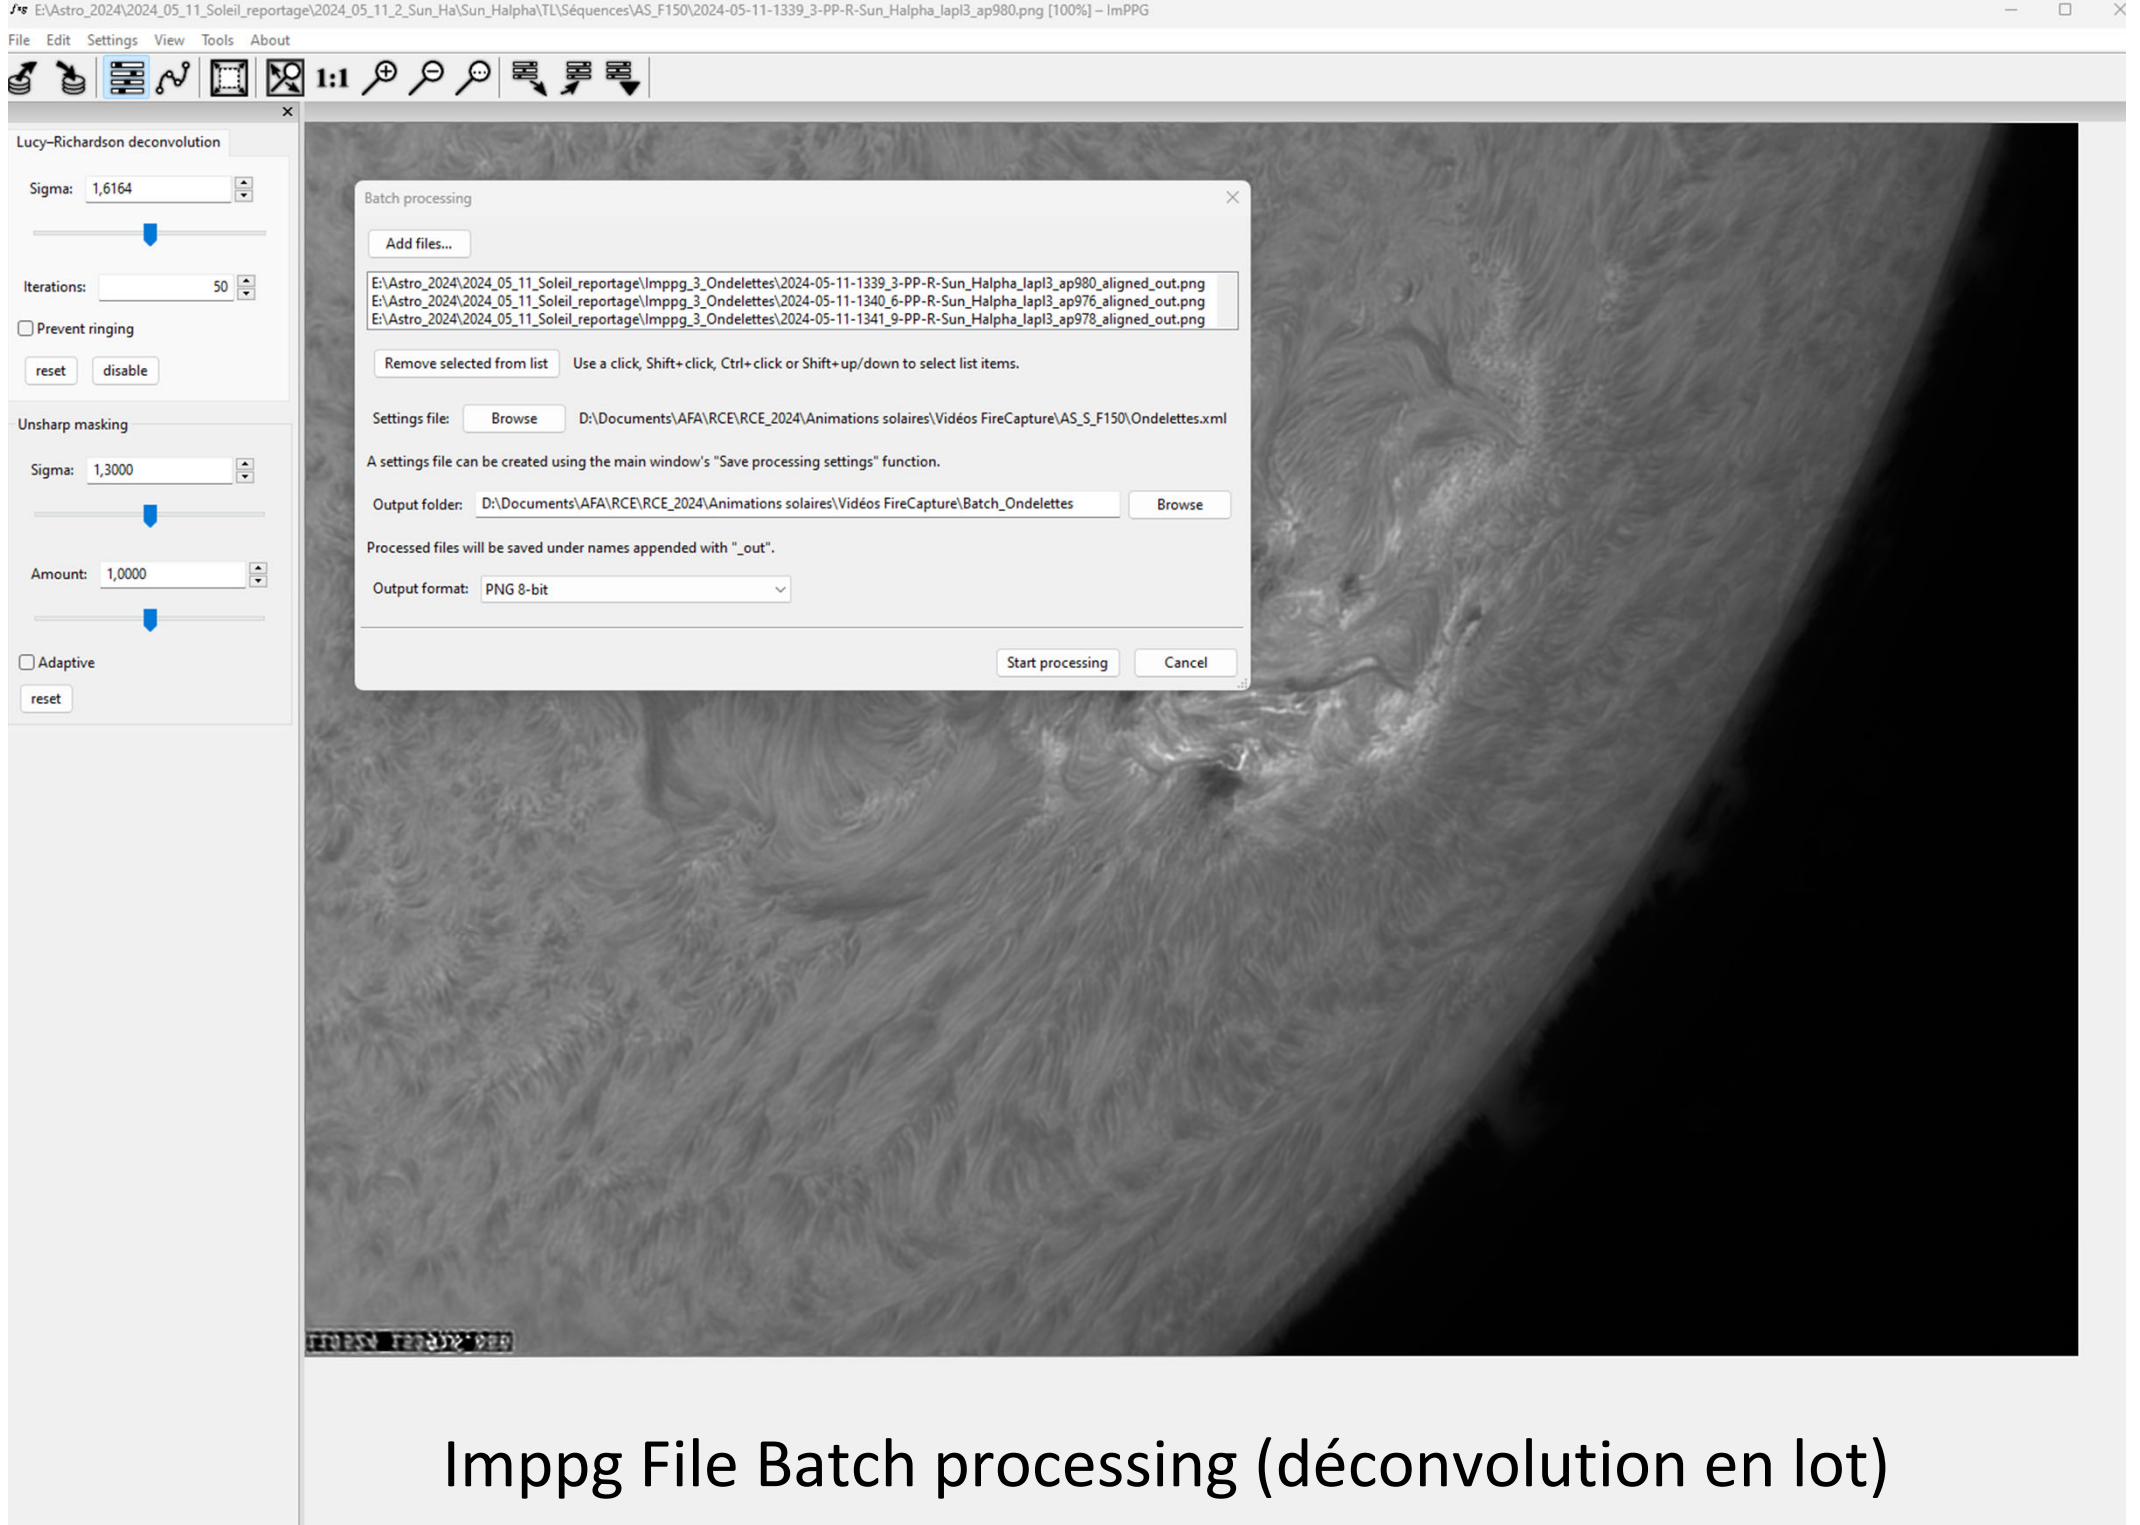 E:\Astro_2024\2024_05_11_Soleil_reportage\2024_05_11_2_Sun_Ha\Sun_Halpha\TL\Séquences\AS_F150\2024-05-11-1339_3-PP-R-Sun_Halpha_lapl3_ap980.png [100%] – ImPPG
File Edit Settings View Tools About
1:1
Lucy–Richardson deconvolution
Sigma: 1,6164
Iterations: 50
Prevent ringing
reset disable
Unsharp masking
Sigma: 1,3000
Amount: 1,0000
Adaptive
reset
Batch processing
Add files...
E:\Astro_2024\2024_05_11_Soleil_reportage\Imppg_3_Ondelettes\2024-05-11-1339_3-PP-R-Sun_Halpha_lapl3_ap980_aligned_out.png
E:\Astro_2024\2024_05_11_Soleil_reportage\Imppg_3_Ondelettes\2024-05-11-1340_6-PP-R-Sun_Halpha_lapl3_ap976_aligned_out.png
E:\Astro_2024\2024_05_11_Soleil_reportage\Imppg_3_Ondelettes\2024-05-11-1341_9-PP-R-Sun_Halpha_lapl3_ap978_aligned_out.png
Remove selected from list Use a click, Shift+click, Ctrl+click or Shift+up/down to select list items.
Settings file: Browse D:\Documents\AFA\RCE\RCE_2024\Animations solaires\Vidéos FireCapture\AS_S_F150\Ondelettes.xml
A settings file can be created using the main window's "Save processing settings" function.
Output folder: D:\Documents\AFA\RCE\RCE_2024\Animations solaires\Vidéos FireCapture\Batch_Ondelettes Browse
Processed files will be saved under names appended with "_out".
Output format: PNG 8-bit
Start processing Cancel
Imppg File Batch processing (déconvolution en lot)